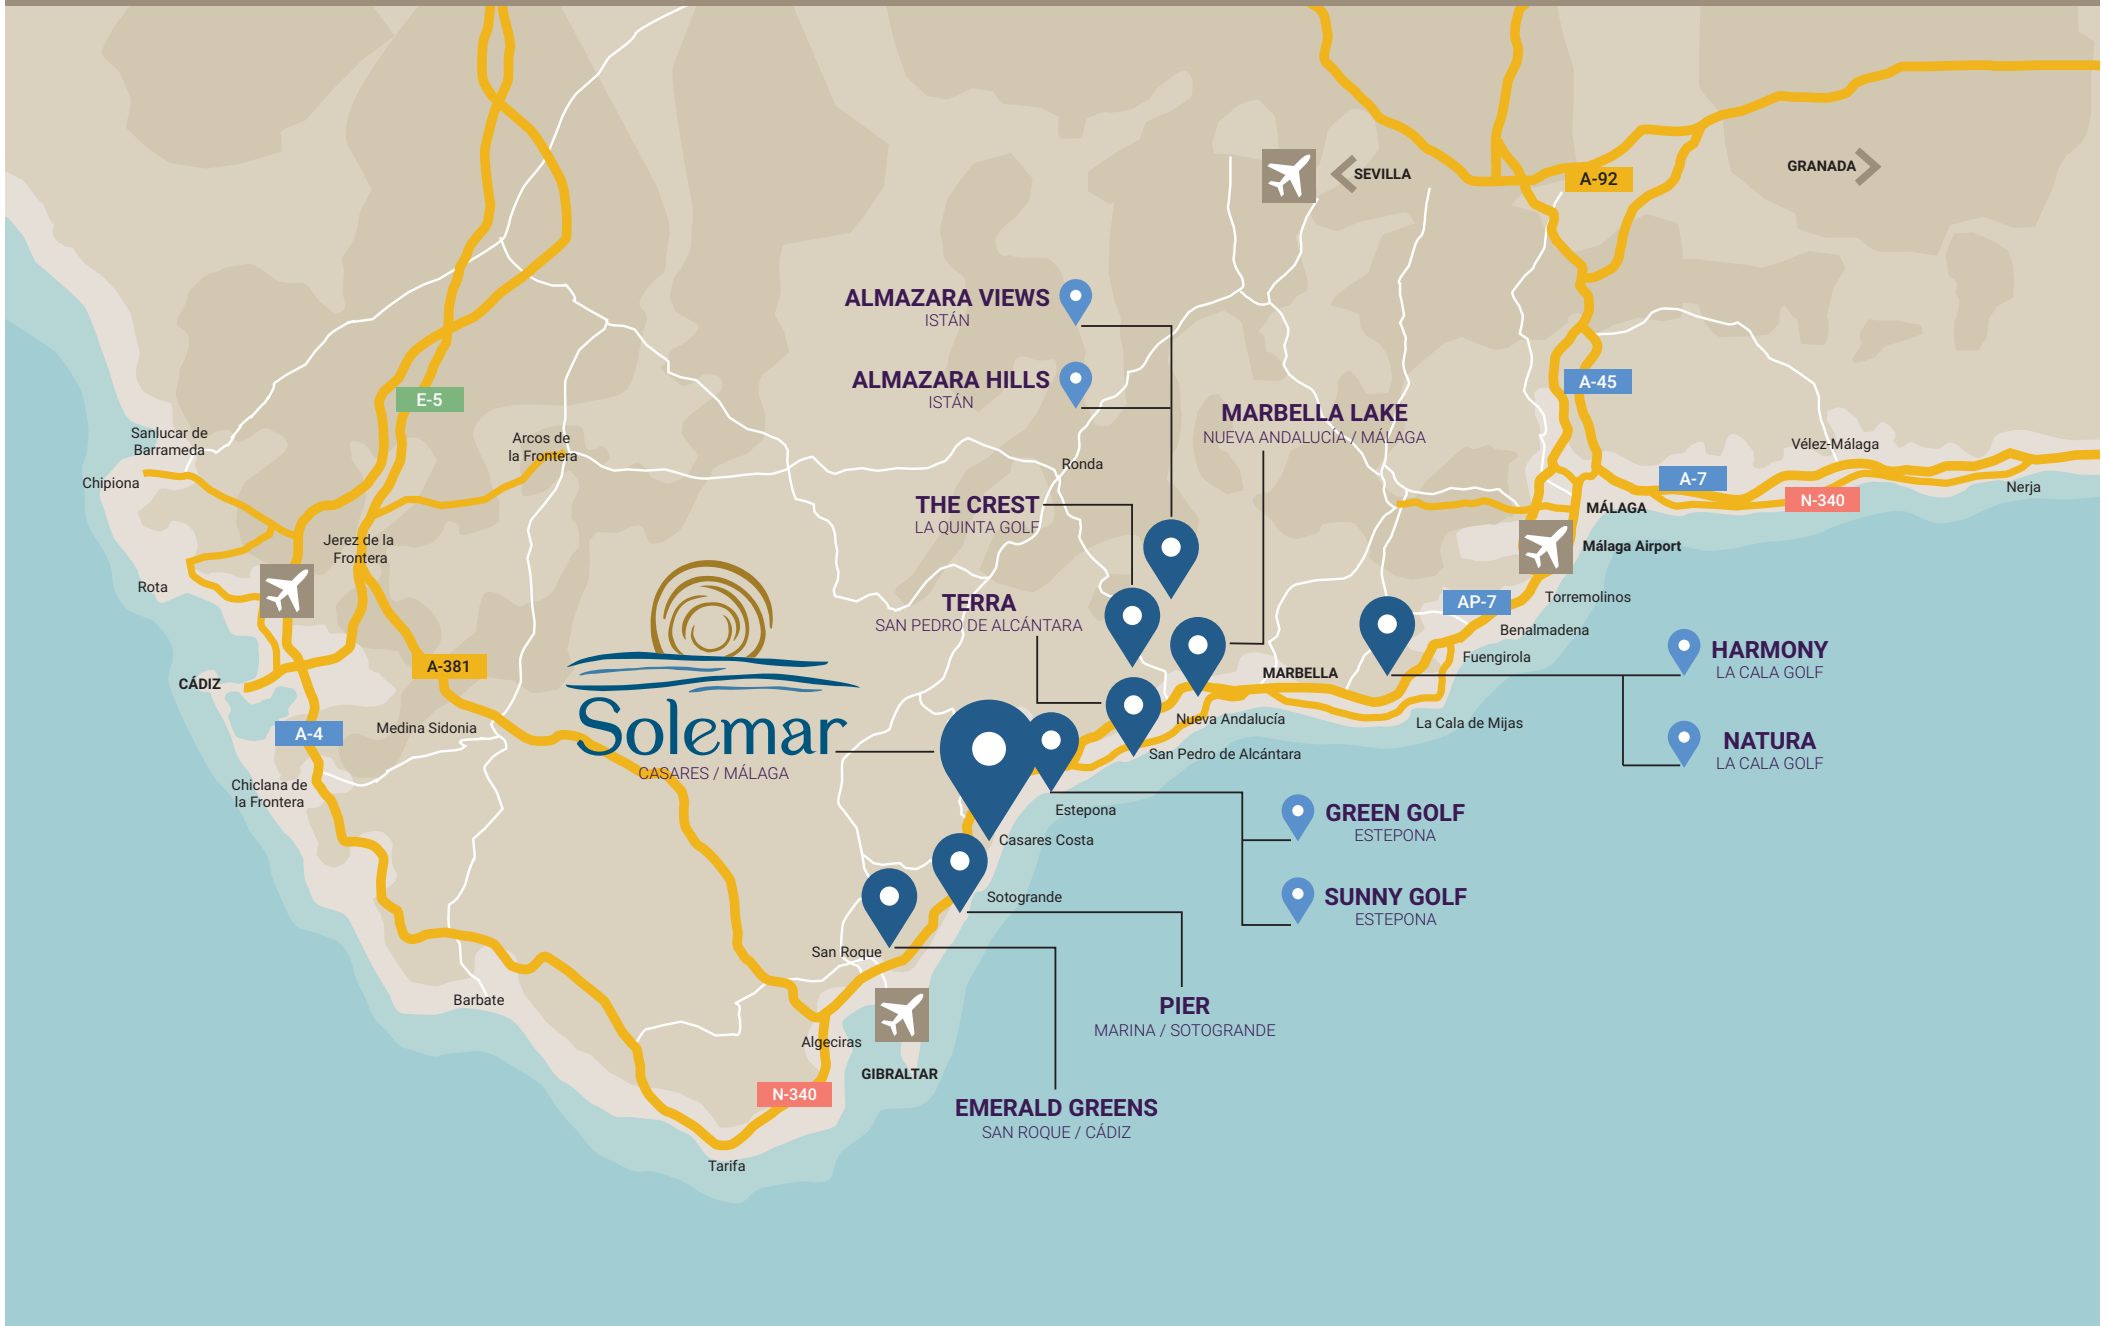 SEVILLA
GRANADA
A-92
ALMAZARA VIEWS
ISTÁN
ALMAZARA HILLS
ISTÁN
A-45
E-5
MARBELLA LAKE
NUEVA ANDALUCÍA / MÁLAGA
Sanlucar de
Barrameda
Arcos de
la Frontera
Vélez-Málaga
Ronda
Chipiona
A-7
Nerja
N-340
THE CREST
LA QUINTA GOLF
MÁLAGA
Jerez de la
Frontera
Málaga Airport
Rota
TERRA
SAN PEDRO DE ALCÁNTARA
AP-7
Torremolinos
Benalmadena
HARMONY
LA CALA GOLF
Fuengirola
A-381
MARBELLA
CÁDIZ
Nueva Andalucía
La Cala de Mijas
Medina Sidonia
A-4
Solemar
CASARES / MÁLAGA
San Pedro de Alcántara
NATURA
LA CALA GOLF
Chiclana de
la Frontera
Estepona
GREEN GOLF
ESTEPONA
Casares Costa
Sotogrande
SUNNY GOLF
ESTEPONA
San Roque
Barbate
PIER
MARINA / SOTOGRANDE
Algeciras
GIBRALTAR
N-340
EMERALD GREENS
SAN ROQUE / CÁDIZ
Tarifa